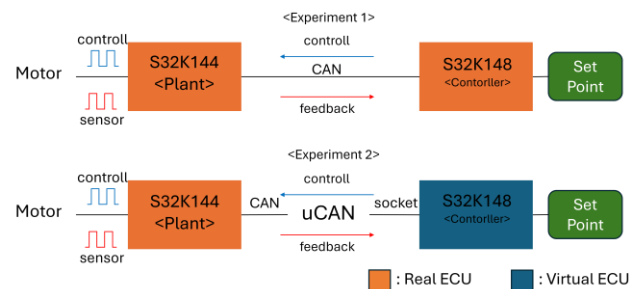 <Experiment 1>
controll
controll
S32K144
<Plant>
CAN
S32K148
<Contorller>
Set
Point
Motor
feedback
sensor
<Experiment 2>
controll
controll
S32K144
<Plant>
CAN
uCAN
socket
S32K148
<Contorller>
Set
Point
Motor
feedback
sensor
: Real ECU
: Virtual ECU